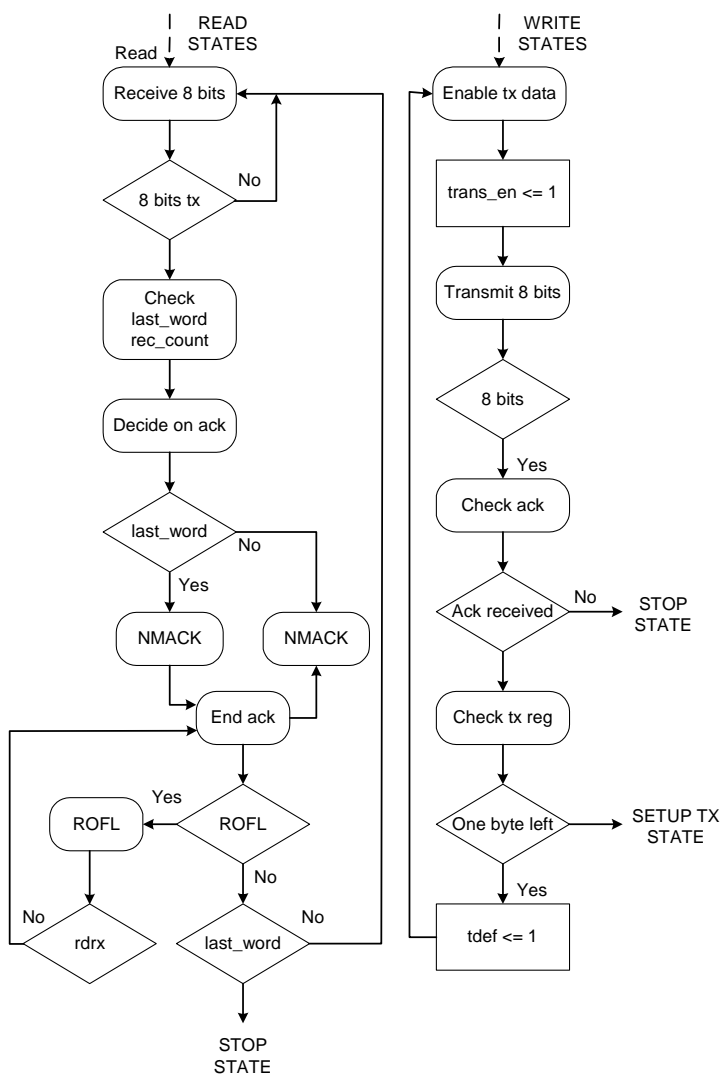 READ
STATES
Read
Receive 8 bits
No
8 bits tx
Check
last_word
rec_count
Decide on ack
last_word
No
Yes
NMACK
NMACK
End ack
Yes
ROFL
ROFL
No
No
No
rdrx
last_word
STOP
STATE
WRITE
STATES
Enable tx data
trans_en <= 1
Transmit 8 bits
8 bits
Yes
Check ack
Ack received
No
STOP
STATE
Check tx reg
One byte left
SETUP TX
STATE
Yes
tdef <= 1